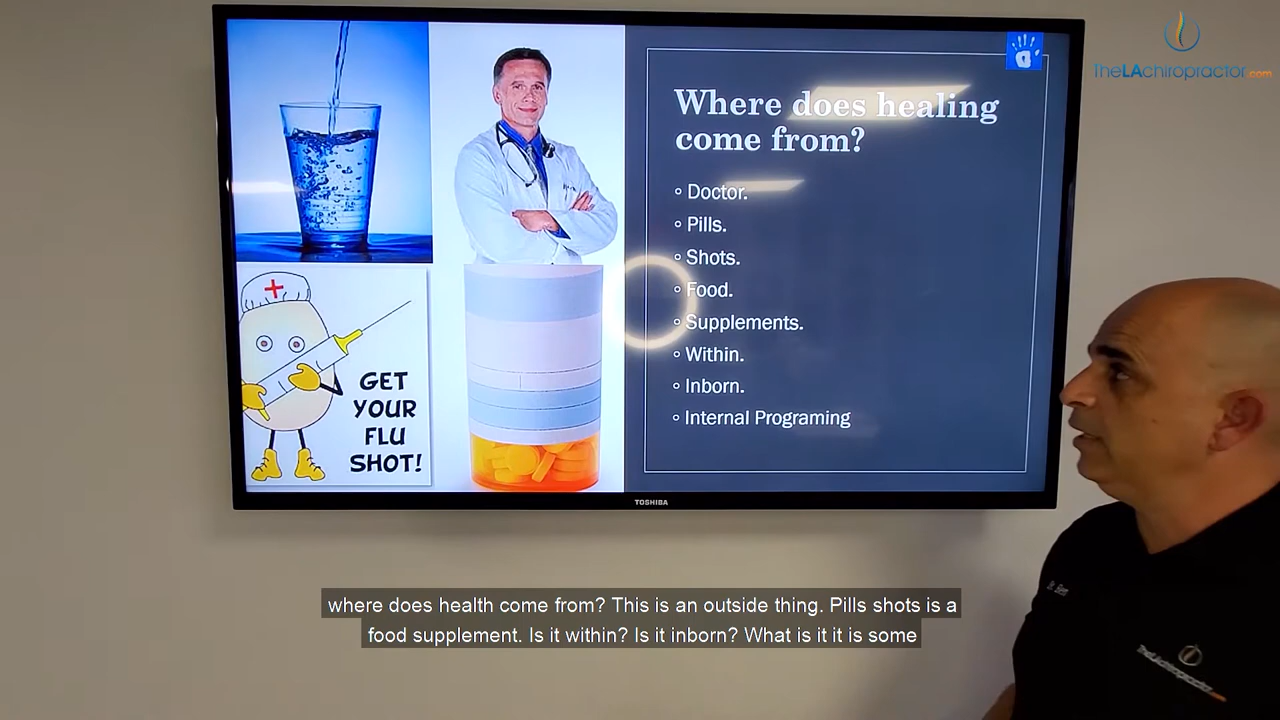 TheLAchiropractor.com
Where does healing
come from?
Doctor.
Pills.
Shots.
Food.
Supplements.
Within.
Inborn.
Internal Programing
GET
YOUR
FLU
SHOT!
TOSHIBA
where does health come from? This is an outside thing. Pills shots is a
food supplement. Is it within? Is it inborn? What is it it is some
TheLAchiropractor.com